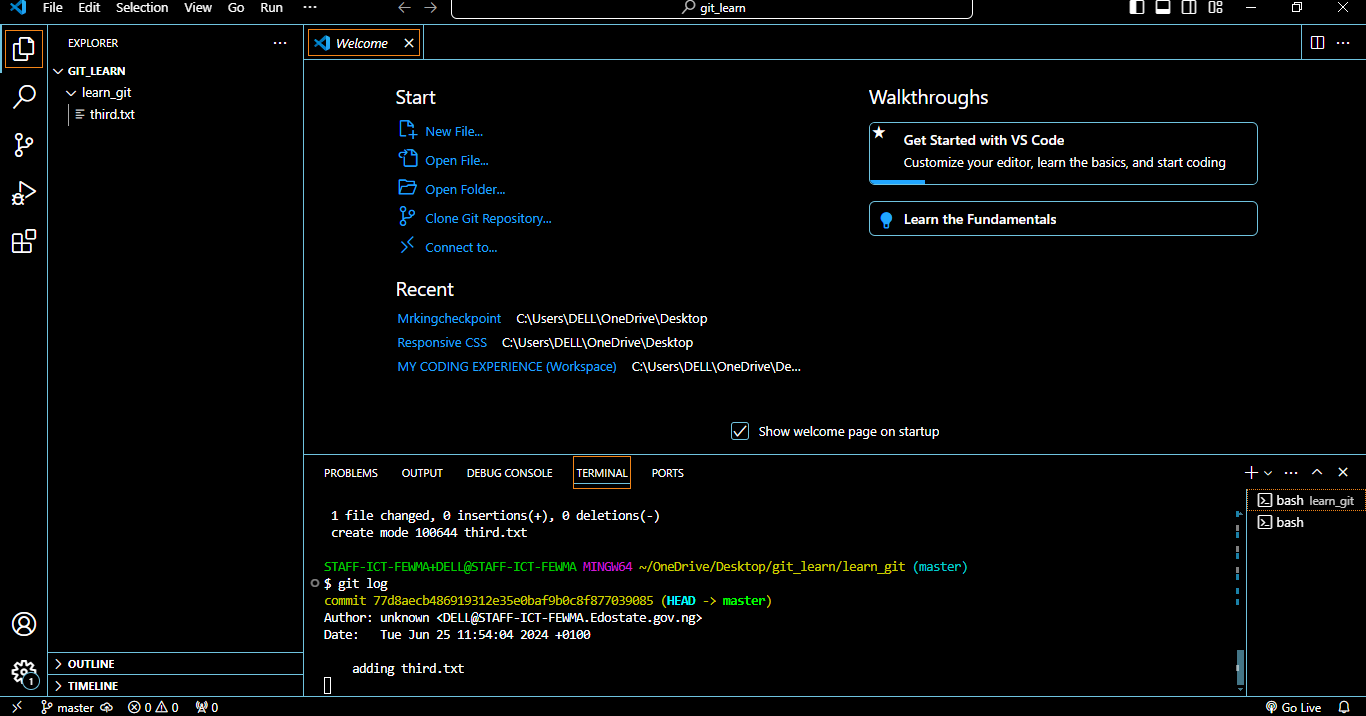 File Edit Selection View Go Run ···
git_learn
EXPLORER
GIT_LEARN
learn_git
third.txt
OUTLINE
TIMELINE
Welcome
Start
New File...
Open File...
Open Folder...
Clone Git Repository...
Connect to...
Recent
Mrkingcheckpoint C:\Users\DELL\OneDrive\Desktop
Responsive CSS C:\Users\DELL\OneDrive\Desktop
MY CODING EXPERIENCE (Workspace) C:\Users\DELL\OneDrive\De...
Walkthroughs
Get Started with VS Code
Customize your editor, learn the basics, and start coding
Learn the Fundamentals
Show welcome page on startup
PROBLEMS OUTPUT DEBUG CONSOLE TERMINAL PORTS
1 file changed, 0 insertions(+), 0 deletions(-)
create mode 100644 third.txt
STAFF-ICT-FEWMA+DELL@STAFF-ICT-FEWMA MINGW64 ~/OneDrive/Desktop/git_learn/learn_git (master)
$ git log
commit 77d8aecb486919312e35e0baf9b0c8f877039085 (HEAD -> master)
Author: unknown <DELL@STAFF-ICT-FEWMA.Edostate.gov.ng>
Date: Tue Jun 25 11:54:04 2024 +0100
adding third.txt
bash learn_git
bash
1
master 0 0 0
Go Live